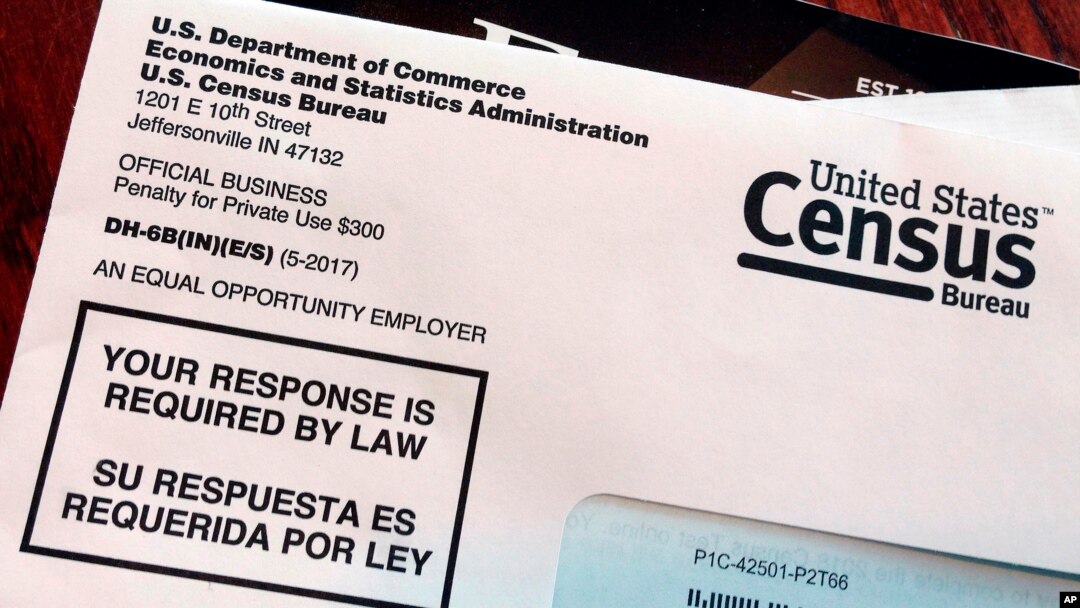 U.S. Department of Commerce
Economics and Statistics Administration
U.S. Census Bureau
1201 E 10th Street
Jeffersonville IN 47132
OFFICIAL BUSINESS
Penalty for Private Use $300
DH-6B(IN)(E/S) (5-2017)
AN EQUAL OPPORTUNITY EMPLOYER
YOUR RESPONSE IS
REQUIRED BY LAW
SU RESPUESTA ES
REQUERIDA POR LEY
EST.
United States™
Census
Bureau
P1C-42501-P2T66
AP